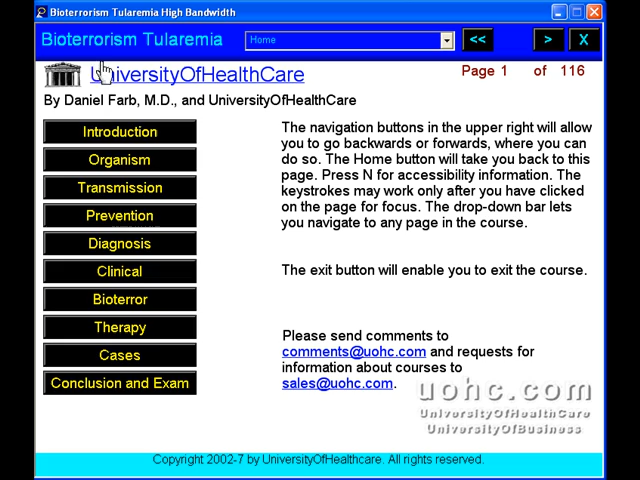 Bioterrorism Tularemia High Bandwidth
Bioterrorism Tularemia
Home
<<
>
X
UniversityOfHealthCare
Page 1 of 116
By Daniel Farb, M.D., and UniversityOfHealthCare
Introduction
Organism
Transmission
Prevention
Diagnosis
Clinical
Bioterror
Therapy
Cases
Conclusion and Exam
The navigation buttons in the upper right will allow
you to go backwards or forwards, where you can
do so. The Home button will take you back to this
page. Press N for accessibility information. The
keystrokes may work only after you have clicked
on the page for focus. The drop-down bar lets
you navigate to any page in the course.
The exit button will enable you to exit the course.
Please send comments to
comments@uohc.com and requests for
information about courses to
sales@uohc.com.
uohc.com
UniversityOfHealthCare
UniversityOfBusiness
Copyright 2002-7 by UniversityOfHealthcare. All rights reserved.